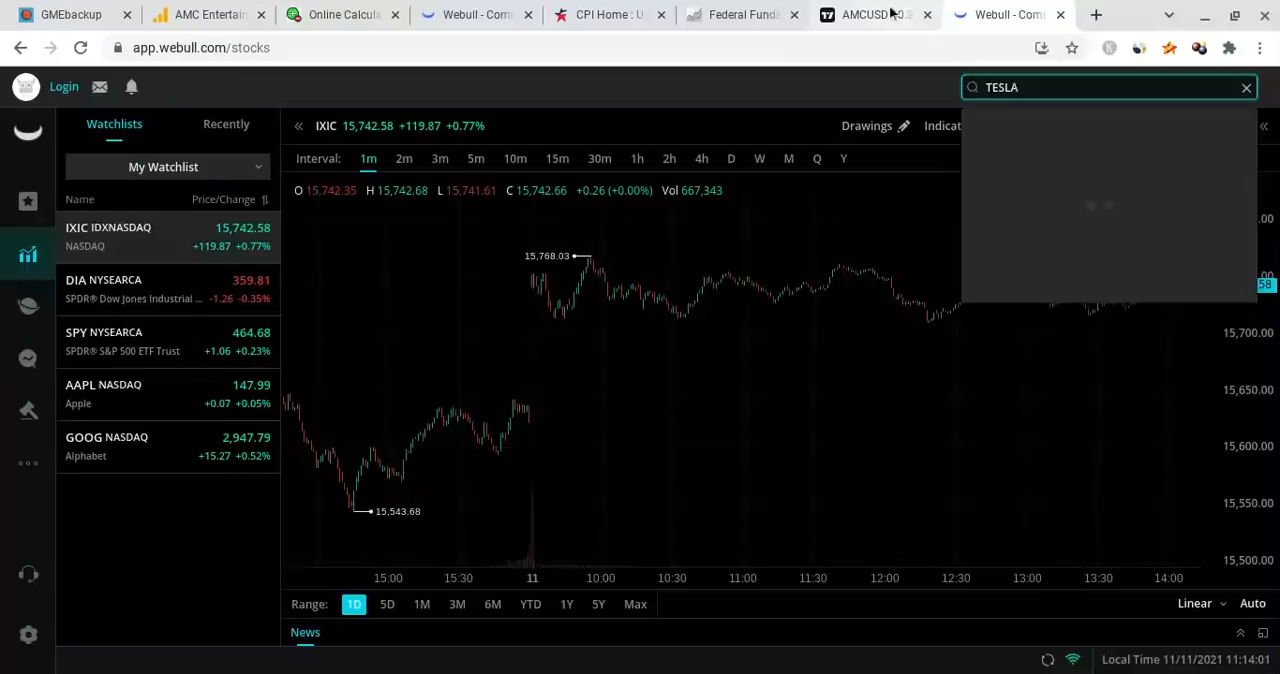 GMEbackup
AMC Entertain
Online Calcula
Webull - Com
CPI Home : U
Federal Fund
AMCUSD
Webull - Com
app.webull.com/stocks
Login
TESLA
Watchlists
Recently
IXIC 15,742.58 +119.87 +0.77%
Drawings
Indicat
My Watchlist
Interval: 1m 2m 3m 5m 10m 15m 30m 1h 2h 4h D W M Q Y
O 15,742.35 H 15,742.68 L 15,741.61 C 15,742.66 +0.26 (+0.00%) Vol 667,343
Name Price/Change
IXIC IDXNASDAQ 15,742.58
NASDAQ +119.87 +0.77%
DIA NYSEARCA 359.81
SPDR® Dow Jones Industrial ... -1.26 -0.35%
SPY NYSEARCA 464.68
SPDR® S&P 500 ETF Trust +1.06 +0.23%
AAPL NASDAQ 147.99
Apple +0.07 +0.05%
GOOG NASDAQ 2,947.79
Alphabet +15.27 +0.52%
15,768.03
15,543.68
.00
.00
58
15,700.00
15,650.00
15,600.00
15,550.00
15,500.00
15:00 15:30 11 10:00 10:30 11:00 11:30 12:00 12:30 13:00 13:30 14:00
Range: 1D 5D 1M 3M 6M YTD 1Y 5Y Max
Linear Auto
News
Local Time 11/11/2021 11:14:01